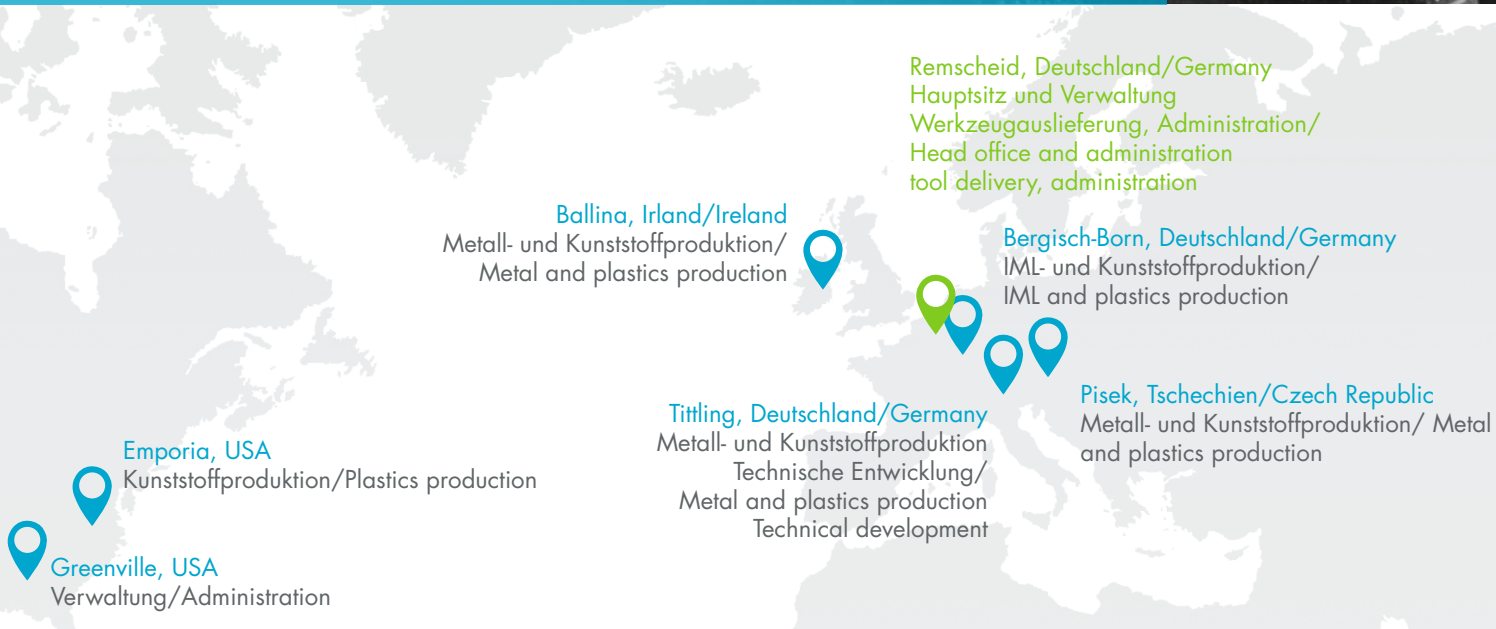 Remscheid, Deutschland/Germany
Hauptsitz und Verwaltung
Werkzeugauslieferung, Administration/
Head office and administration
tool delivery, administration
Ballina, Irland/Ireland
Metall- und Kunststoffproduktion/
Metal and plastics production
Bergisch-Born, Deutschland/Germany
IML- und Kunststoffproduktion/
IML and plastics production
Tittling, Deutschland/Germany
Metall- und Kunststoffproduktion
Technische Entwicklung/
Metal and plastics production
Technical development
Pisek, Tschechien/Czech Republic
Metall- und Kunststoffproduktion/ Metal
and plastics production
Emporia, USA
Kunststoffproduktion/Plastics production
Greenville, USA
Verwaltung/Administration